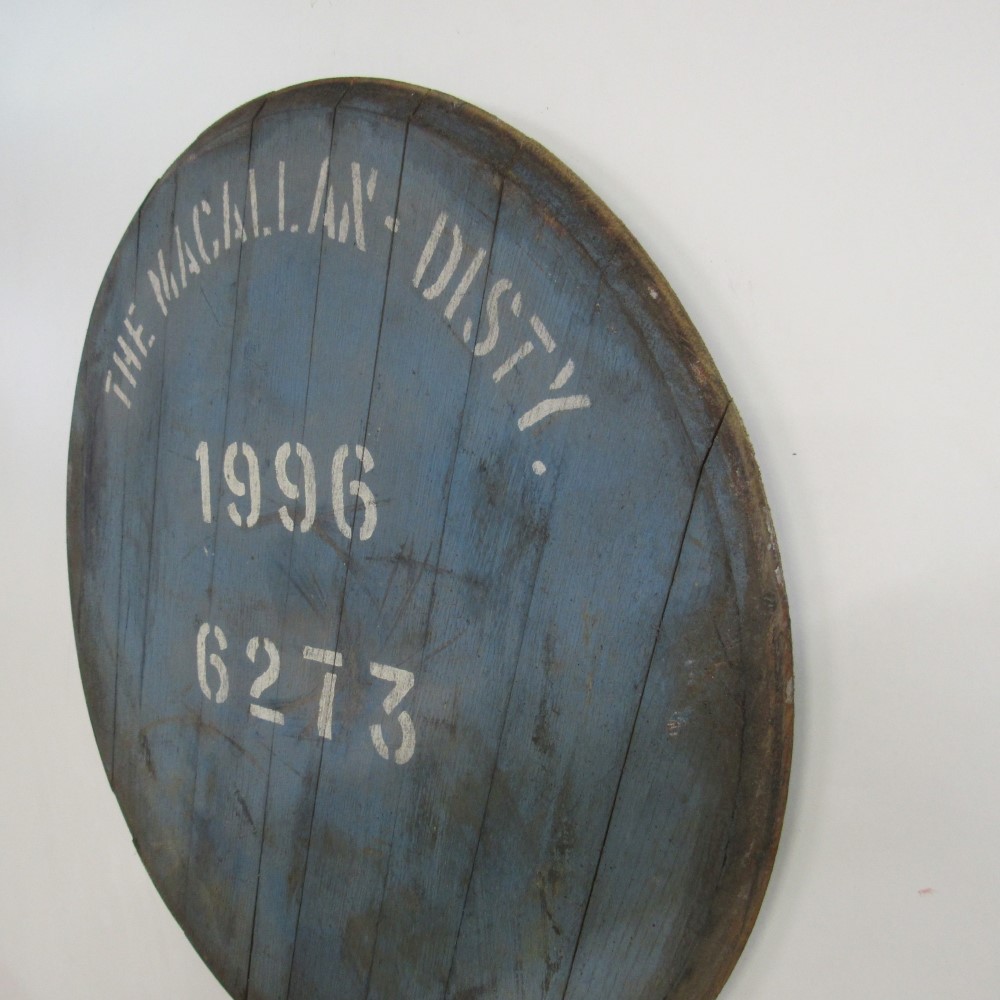 THE MACALLAN - DISTY.
1996
6273